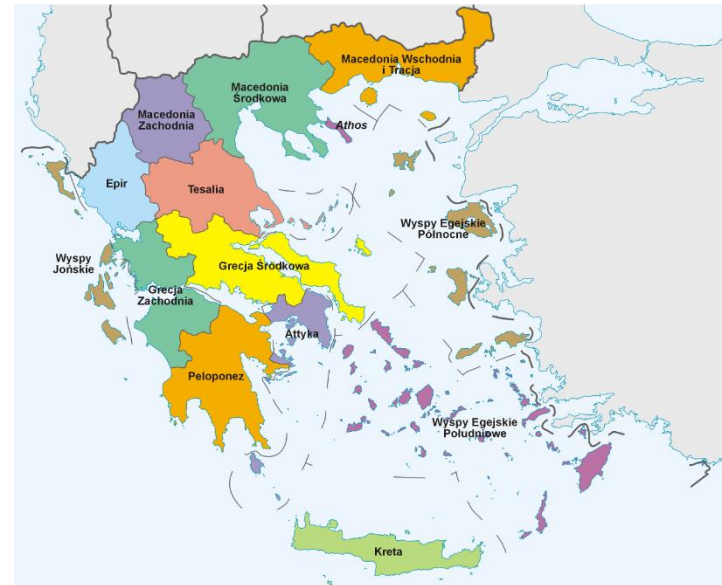 Macedonia Wschodnia
i Tracja
Macedonia
Środkowa
Macedonia
Zachodnia
Athos
Epir
Tesalia
Wyspy Egejskie
Północne
Wyspy
Jońskie
Grecja Środkowa
Grecja
Zachodnia
Attyka
Peloponez
Wyspy Egejskie
Południowe
Kreta